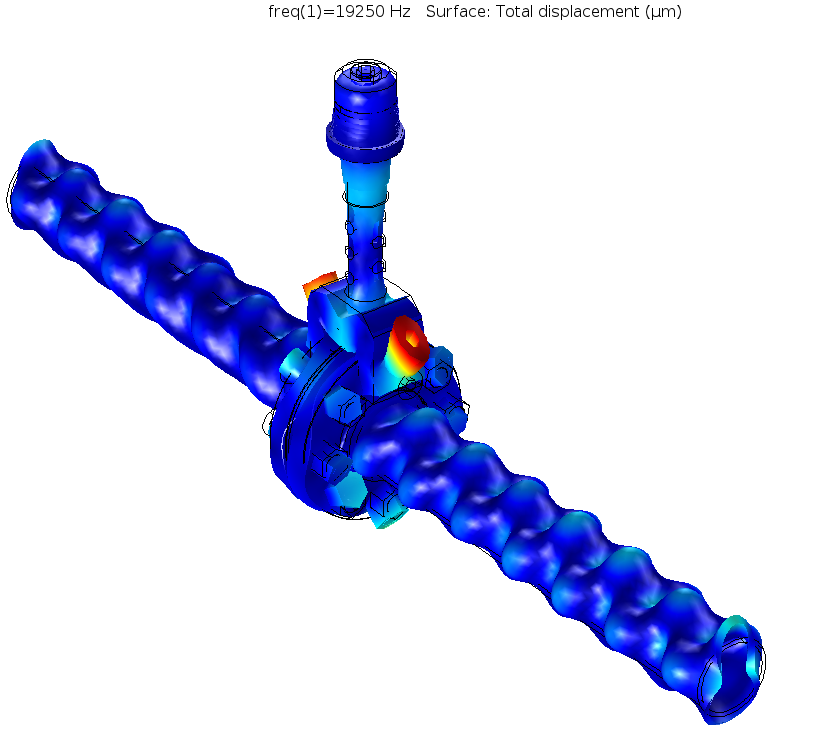 freq(1)=19250 Hz   Surface: Total displacement (µm)